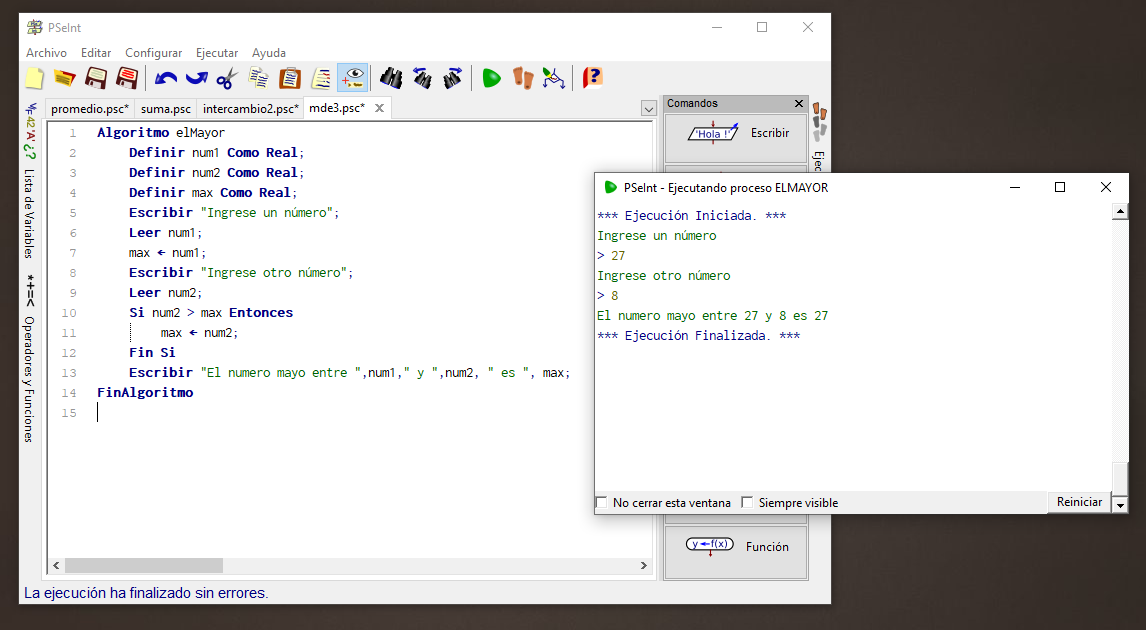 PSeInt
Archivo Editar Configurar Ejecutar Ayuda
promedio.psc* suma.psc intercambio2.psc* mde3.psc*
Lista de Variables
*+=<
Operadores y Funciones
1 Algoritmo elMayor
2 Definir num1 Como Real;
3 Definir num2 Como Real;
4 Definir max Como Real;
5 Escribir "Ingrese un número";
6 Leer num1;
7 max ← num1;
8 Escribir "Ingrese otro número";
9 Leer num2;
10 Si num2 > max Entonces
11 max ← num2;
12 Fin Si
13 Escribir "El numero mayo entre ",num1," y ",num2, " es ", max;
14 FinAlgoritmo
15
La ejecución ha finalizado sin errores.
Comandos
'Hola !' Escribir
Ejec
y←f(x) Función
PSeInt - Ejecutando proceso ELMAYOR
*** Ejecución Iniciada. ***
Ingrese un número
> 27
Ingrese otro número
> 8
El numero mayo entre 27 y 8 es 27
*** Ejecución Finalizada. ***
No cerrar esta ventana Siempre visible Reiniciar